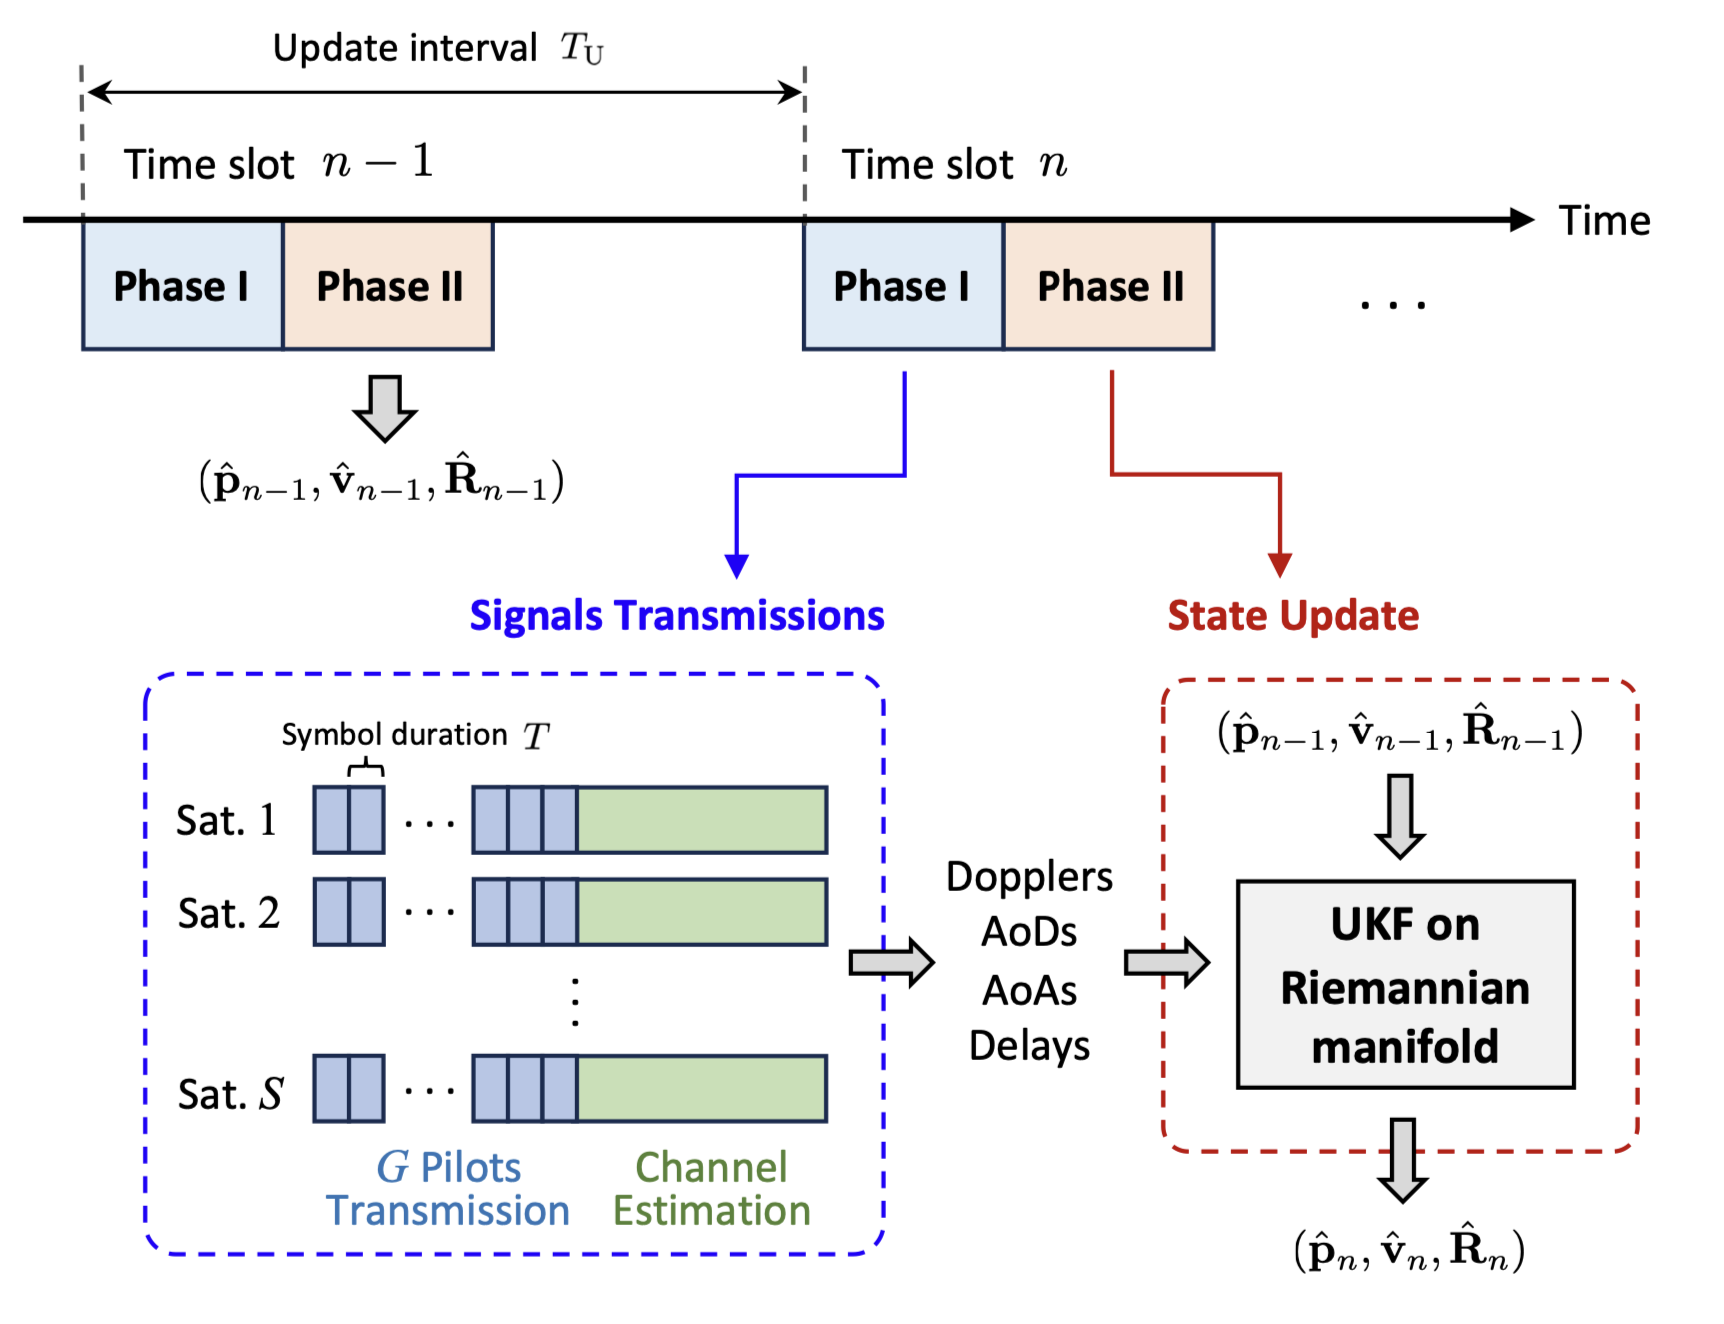 Update interval T_U
Time slot n − 1
Time slot n
Time
Phase I
Phase II
Phase I
Phase II
. . .
(p̂_{n−1}, v̂_{n−1}, R̂_{n−1})
Signals Transmissions
State Update
Symbol duration T
Sat. 1
. . .
Sat. 2
. . .
Sat. S
. . .
G Pilots
Transmission
Channel
Estimation
Dopplers
AoDs
AoAs
Delays
(p̂_{n−1}, v̂_{n−1}, R̂_{n−1})
UKF on
Riemannian
manifold
(p̂_n, v̂_n, R̂_n)